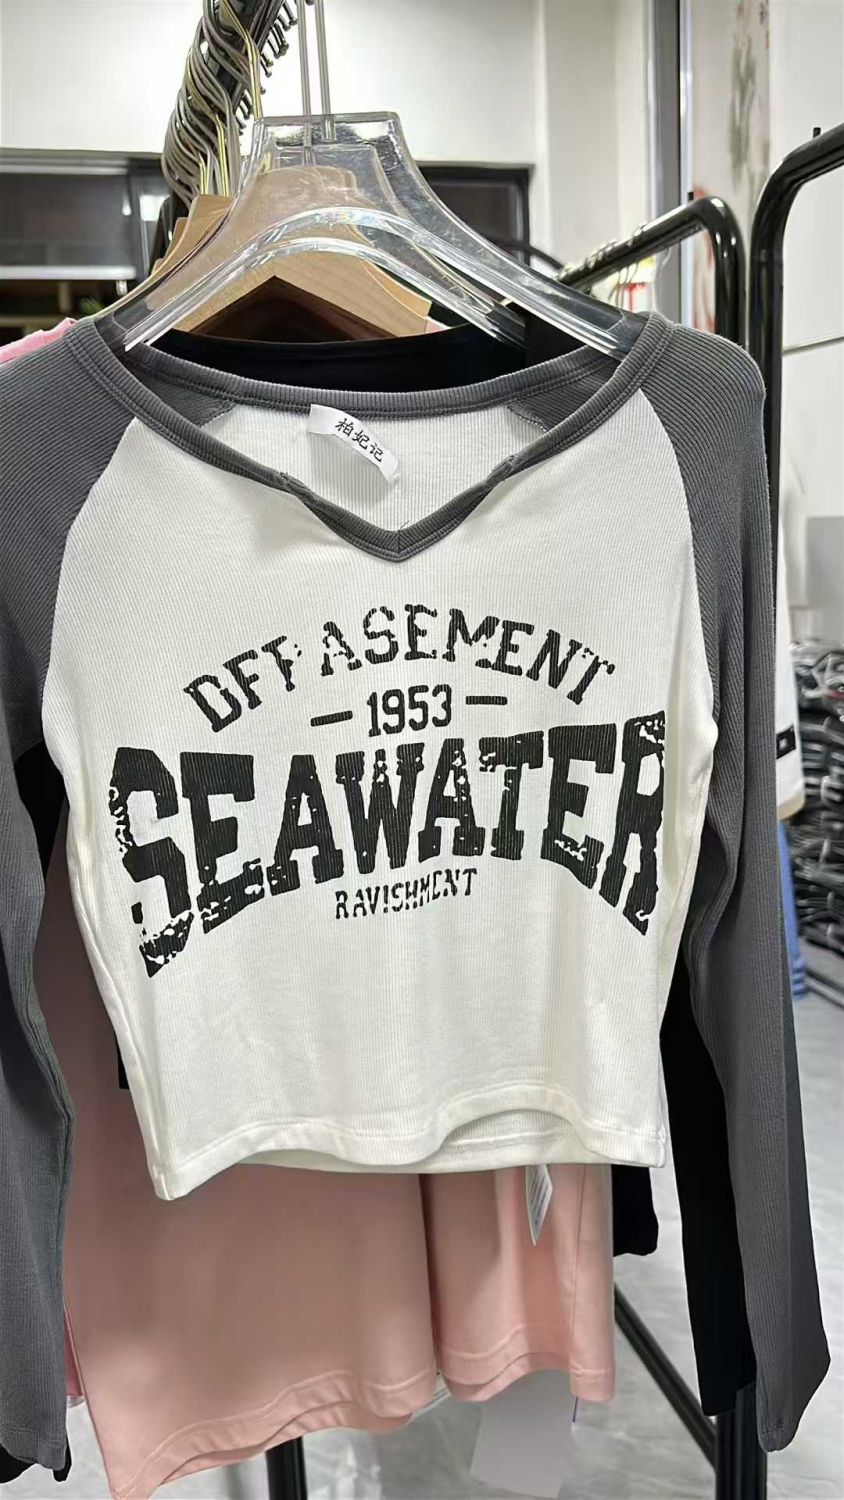 柏妃记
DFFASEMENT
- 1953 -
SEAWATER
RAVISHMENT